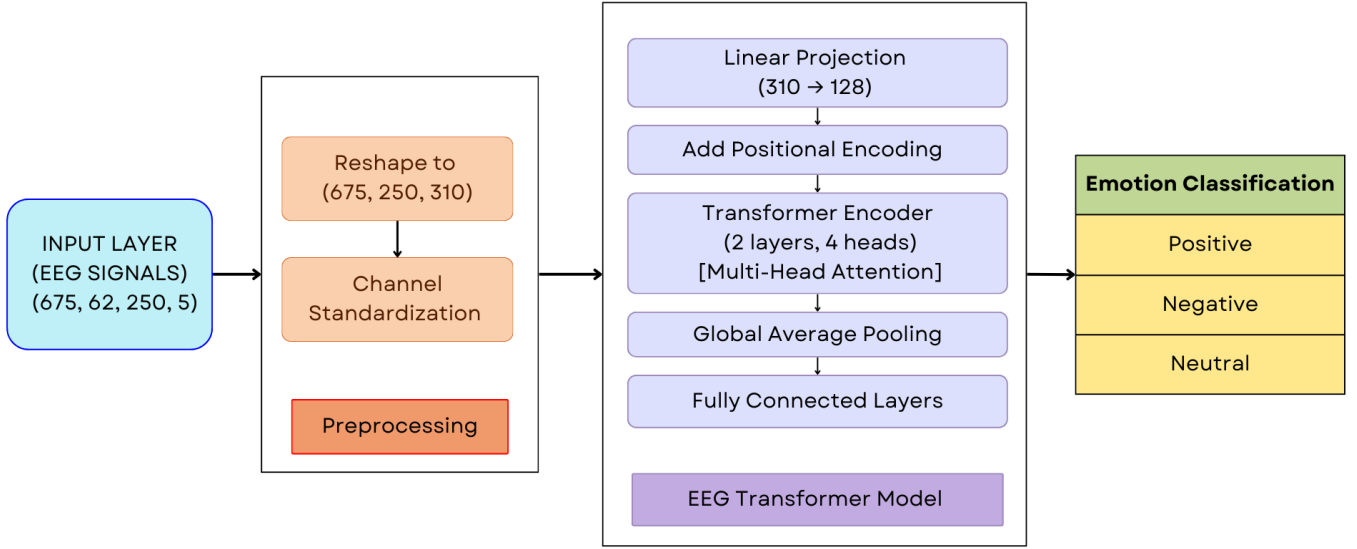 INPUT LAYER
(EEG SIGNALS)
(675, 62, 250, 5)
Reshape to
(675, 250, 310)
Channel
Standardization
Preprocessing
Linear Projection
(310 → 128)
Add Positional Encoding
Transformer Encoder
(2 layers, 4 heads)
[Multi-Head Attention]
Global Average Pooling
Fully Connected Layers
EEG Transformer Model
Emotion Classification
Positive
Negative
Neutral